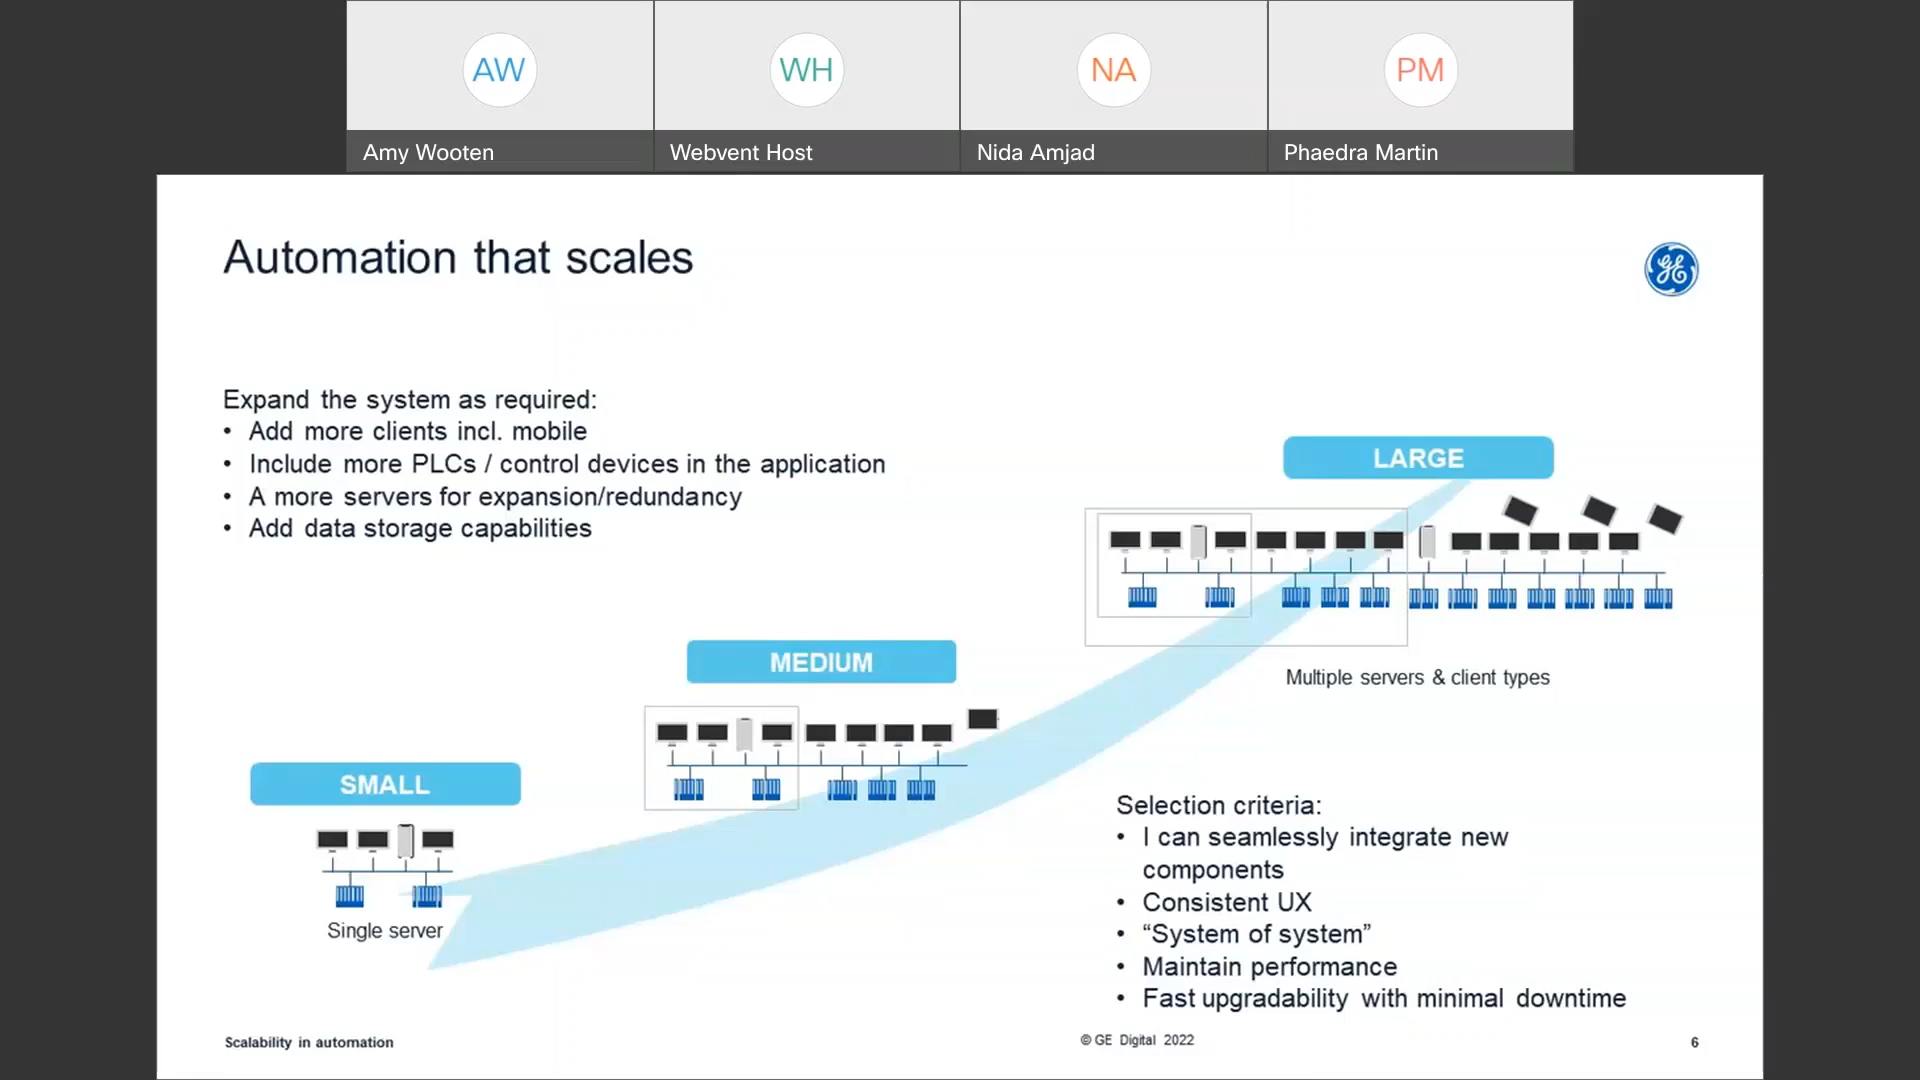 AW
WH
NA
PM
Amy Wooten
Webvent Host
Nida Amjad
Phaedra Martin
Automation that scales
GE
Expand the system as required:
• Add more clients incl. mobile
• Include more PLCs / control devices in the application
• A more servers for expansion/redundancy
• Add data storage capabilities
LARGE
Multiple servers & client types
MEDIUM
SMALL
Single server
Selection criteria:
• I can seamlessly integrate new
components
• Consistent UX
• “System of system”
• Maintain performance
• Fast upgradability with minimal downtime
Scalability in automation
© GE Digital 2022
6